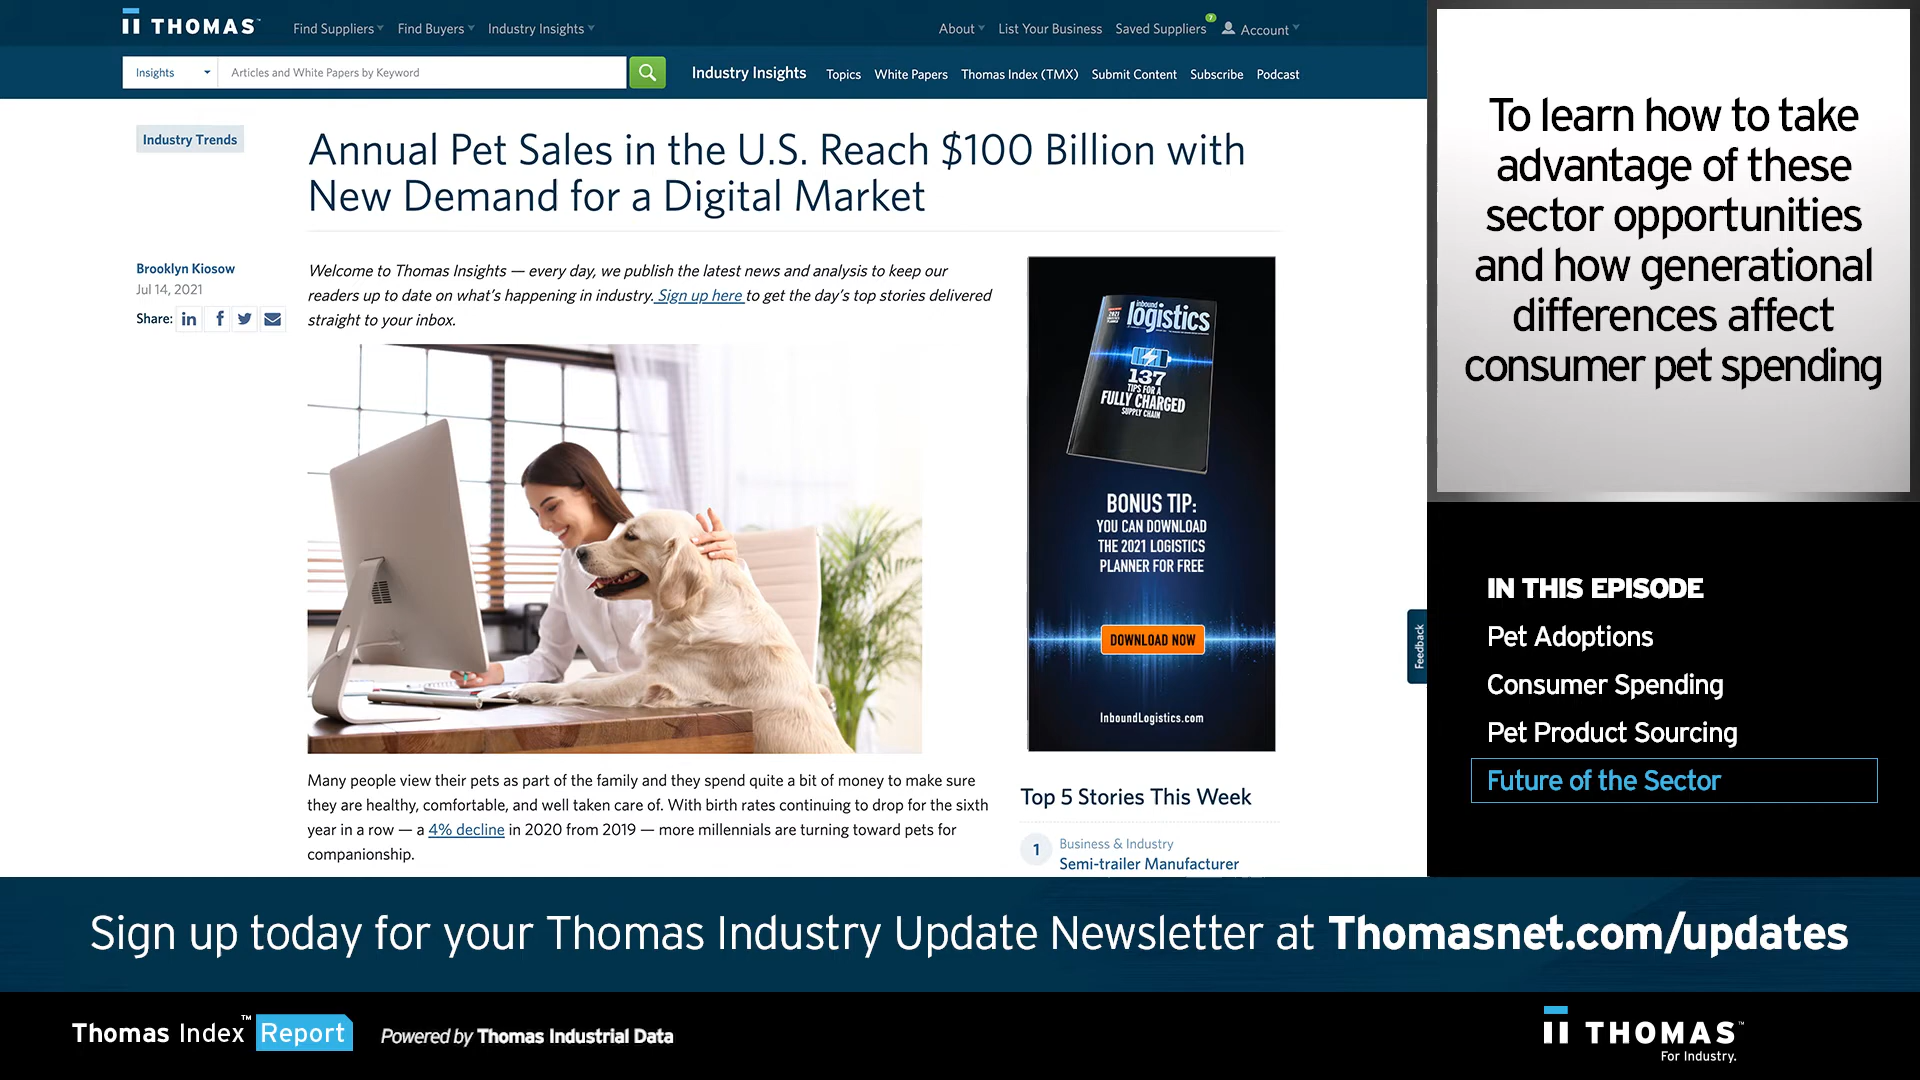 THOMAS™
Find Suppliers
Find Buyers
Industry Insights
About
List Your Business
Saved Suppliers
7
Account
Insights
Articles and White Papers by Keyword
Industry Insights
Topics
White Papers
Thomas Index (TMX)
Submit Content
Subscribe
Podcast
Industry Trends
Annual Pet Sales in the U.S. Reach $100 Billion with
New Demand for a Digital Market
Brooklyn Kiosow
Jul 14, 2021
Share:
Welcome to Thomas Insights — every day, we publish the latest news and analysis to keep our
readers up to date on what's happening in industry. Sign up here to get the day's top stories delivered
straight to your inbox.
Many people view their pets as part of the family and they spend quite a bit of money to make sure
they are healthy, comfortable, and well taken care of. With birth rates continuing to drop for the sixth
year in a row — a 4% decline in 2020 from 2019 — more millennials are turning toward pets for
companionship.
inbound
logistics
137
TIPS FOR A
FULLY CHARGED
SUPPLY CHAIN
BONUS TIP:
YOU CAN DOWNLOAD
THE 2021 LOGISTICS
PLANNER FOR FREE
DOWNLOAD NOW
InboundLogistics.com
Top 5 Stories This Week
1
Business & Industry
Semi-trailer Manufacturer
Feedback
To learn how to take
advantage of these
sector opportunities
and how generational
differences affect
consumer pet spending
IN THIS EPISODE
Pet Adoptions
Consumer Spending
Pet Product Sourcing
Future of the Sector
Sign up today for your Thomas Industry Update Newsletter at Thomasnet.com/updates
Thomas Index™ Report
Powered by Thomas Industrial Data
THOMAS™
For Industry.